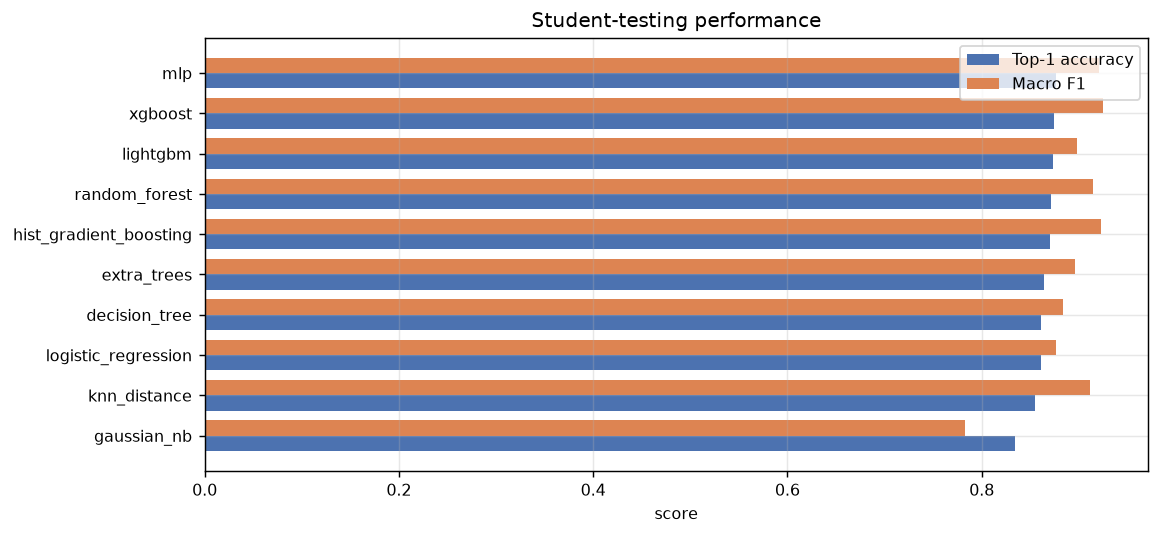 Student-testing performance
Top-1 accuracy
Macro F1
mlp
xgboost
lightgbm
random_forest
hist_gradient_boosting
extra_trees
decision_tree
logistic_regression
knn_distance
gaussian_nb
0.0 0.2 0.4 0.6 0.8
score